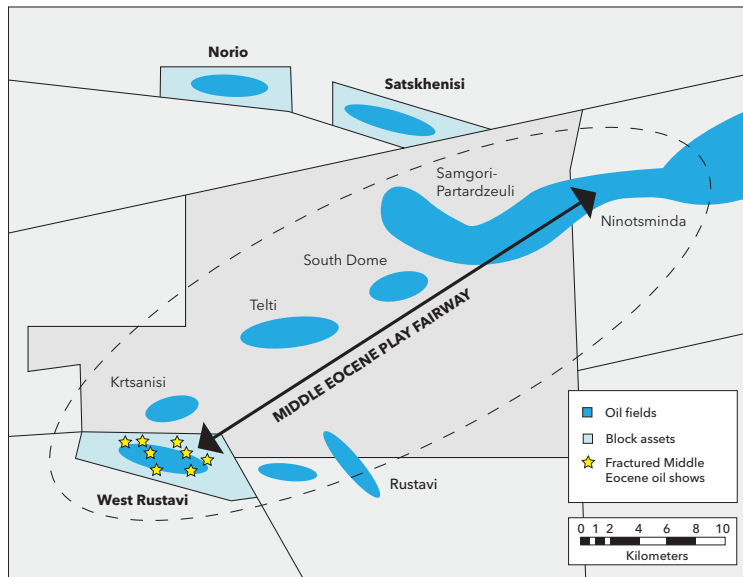 Norio
Satskhenisi
Samgori-
Partardzeuli
Ninotsminda
South Dome
Telti
MIDDLE EOCENE PLAY FAIRWAY
Krtsanisi
West Rustavi
Rustavi
Oil fields
Block assets
Fractured Middle
Eocene oil shows
0 1 2 4 6 8 10
Kilometers